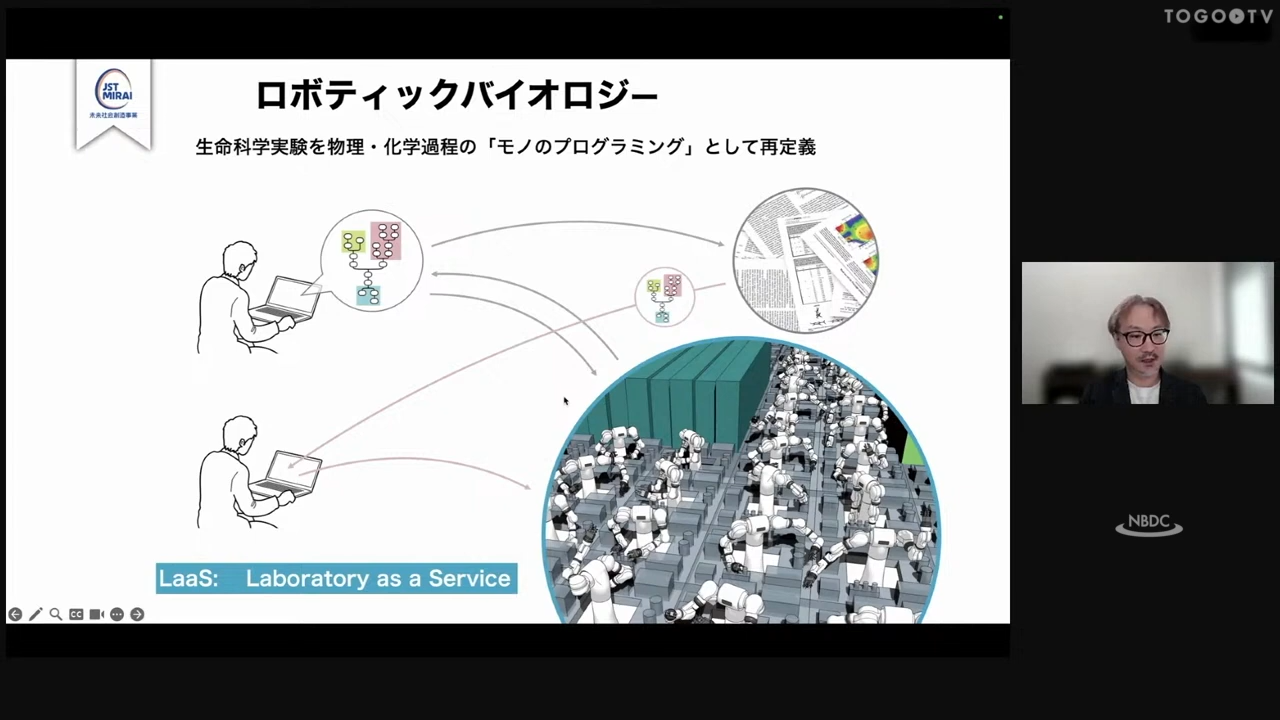 TOGO TV
JST
MIRAI
未来社会創造事業
ロボティックバイオロジー
生命科学実験を物理・化学過程の「モノのプログラミング」として再定義
LaaS: Laboratory as a Service
CC
NBDC